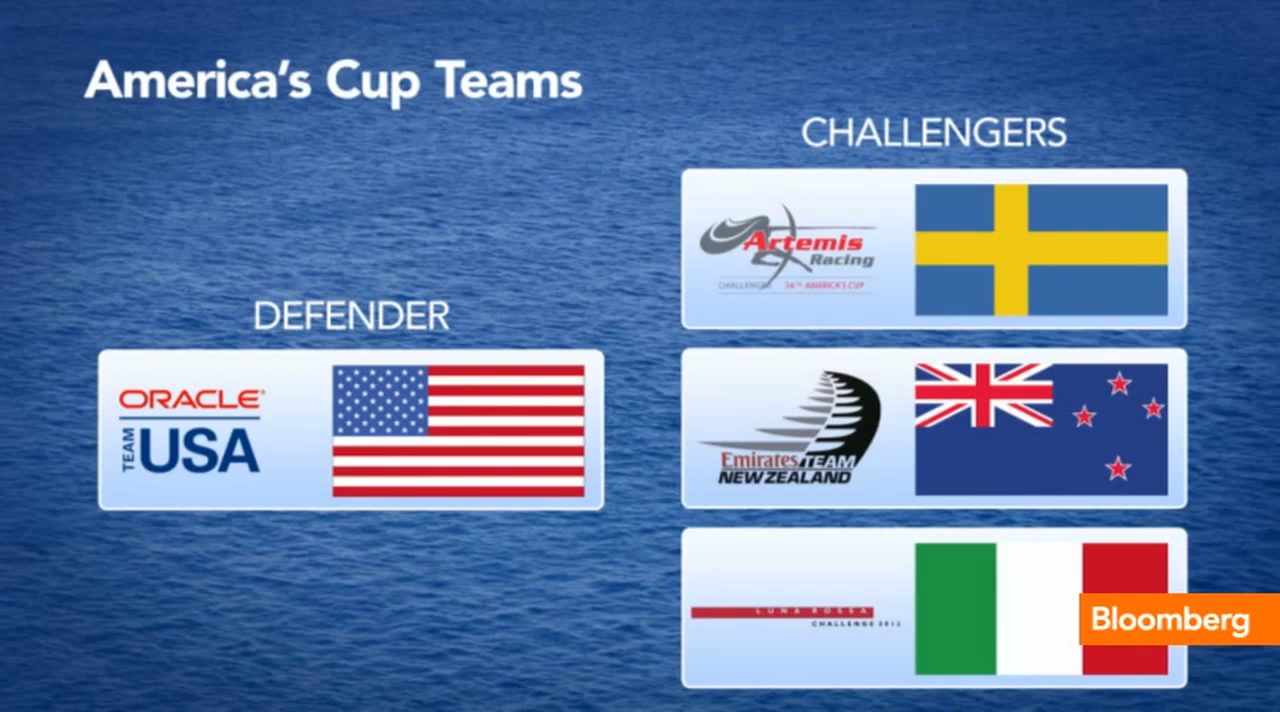 America's Cup Teams
CHALLENGERS
Artemis
Racing
CHALLENGER 34TH AMERICA'S CUP
DEFENDER
ORACLE
TEAM USA
Emirates TEAM
NEW ZEALAND
LUNA ROSSA
CHALLENGE 2013
Bloomberg